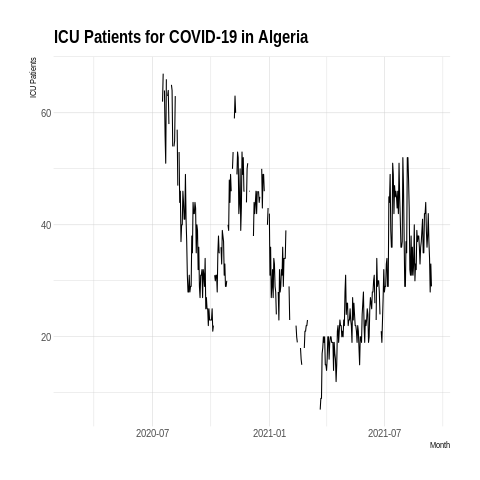 ICU Patients for COVID-19 in Algeria
ICU Patients
60
40
20
2020-07
2021-01
2021-07
Month